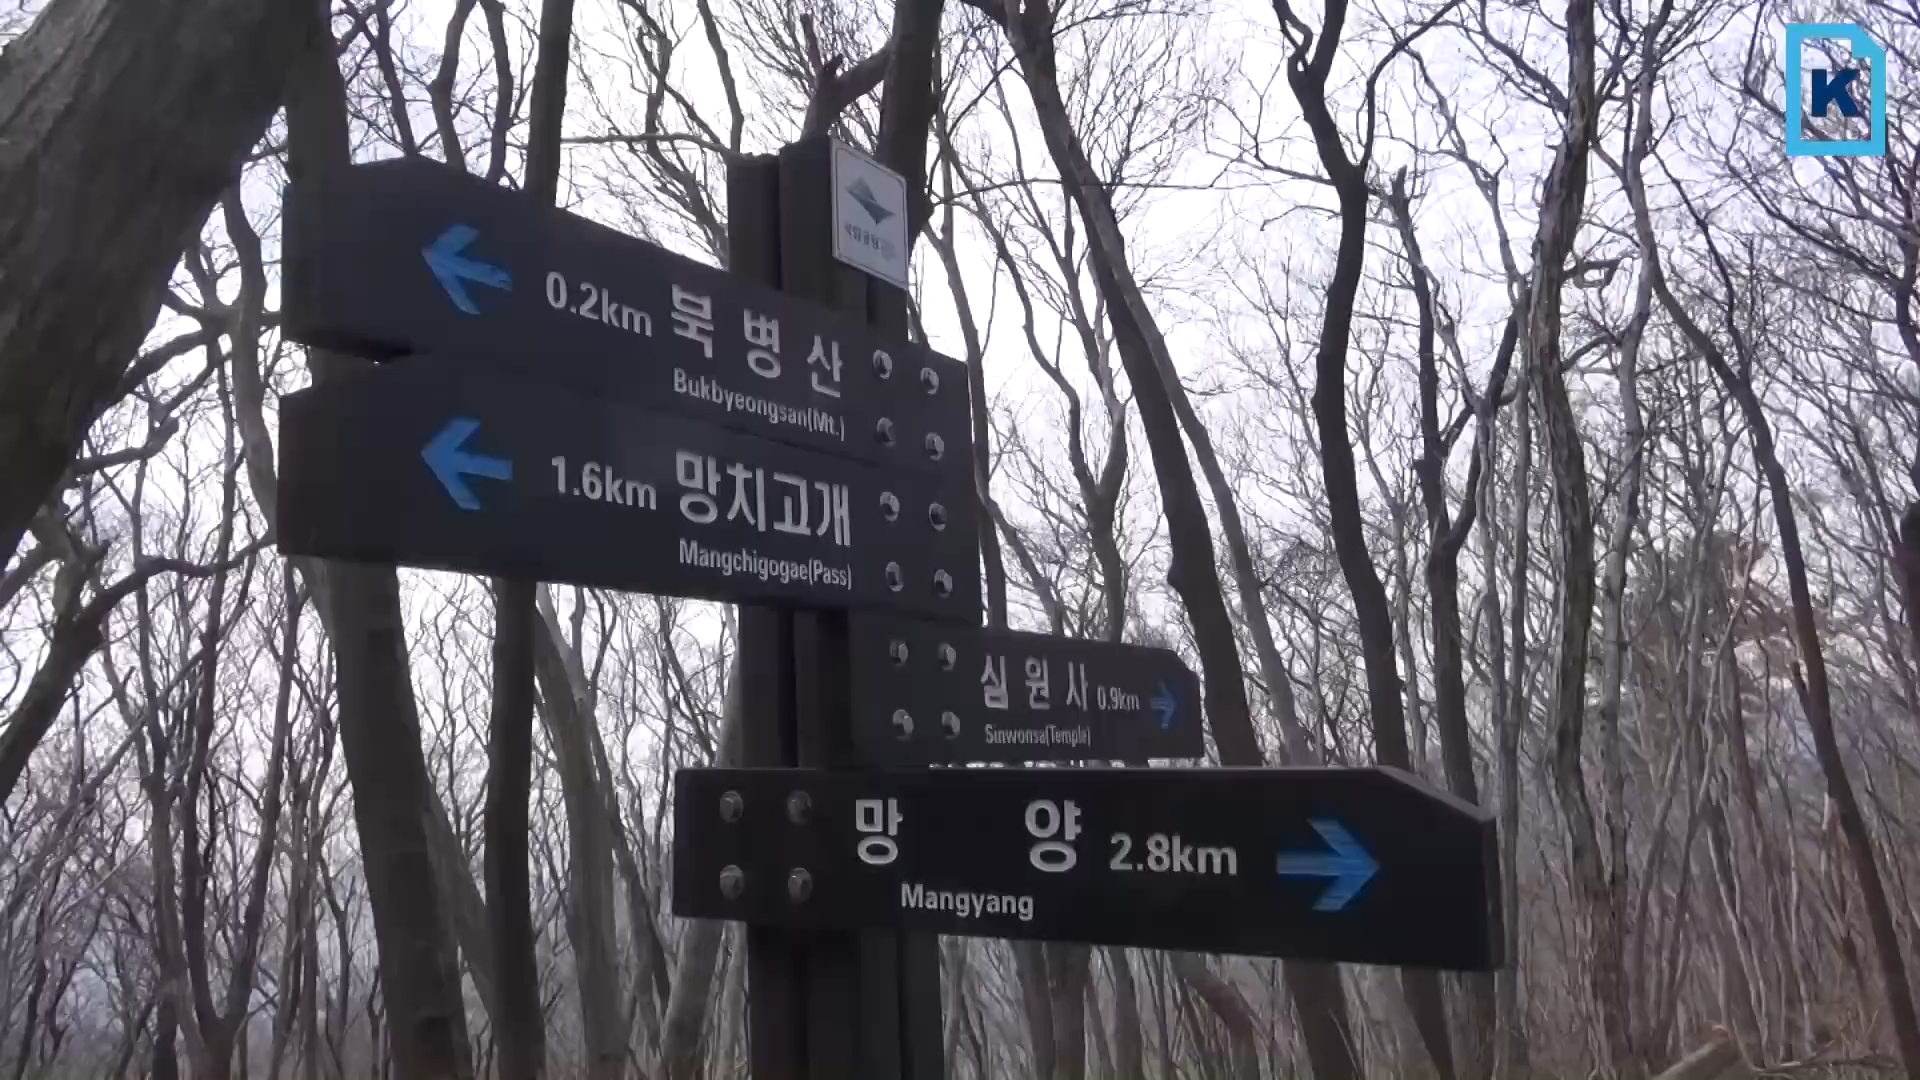 0.2km 북병산
Bukbyeongsan(Mt.)
1.6km 망치고개
Mangchigogae(Pass)
실원사 0.9km
Sinwonsa(Temple)
망 양 2.8km
Mangyang
K